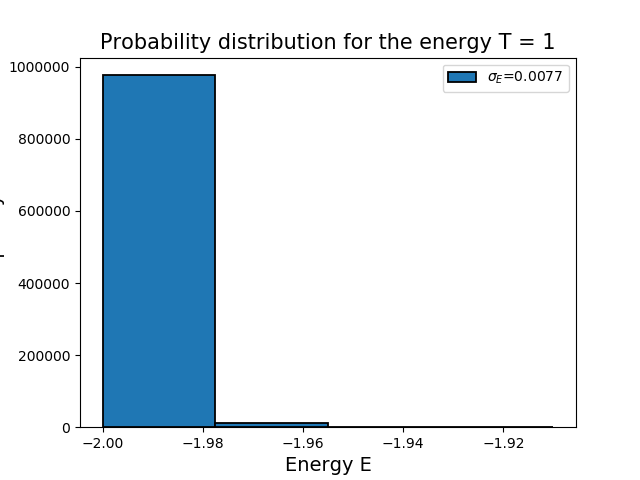 Probability distribution for the energy T = 1
σE=0.0077
1000000
800000
600000
400000
200000
0
−2.00 −1.98 −1.96 −1.94 −1.92
Energy E